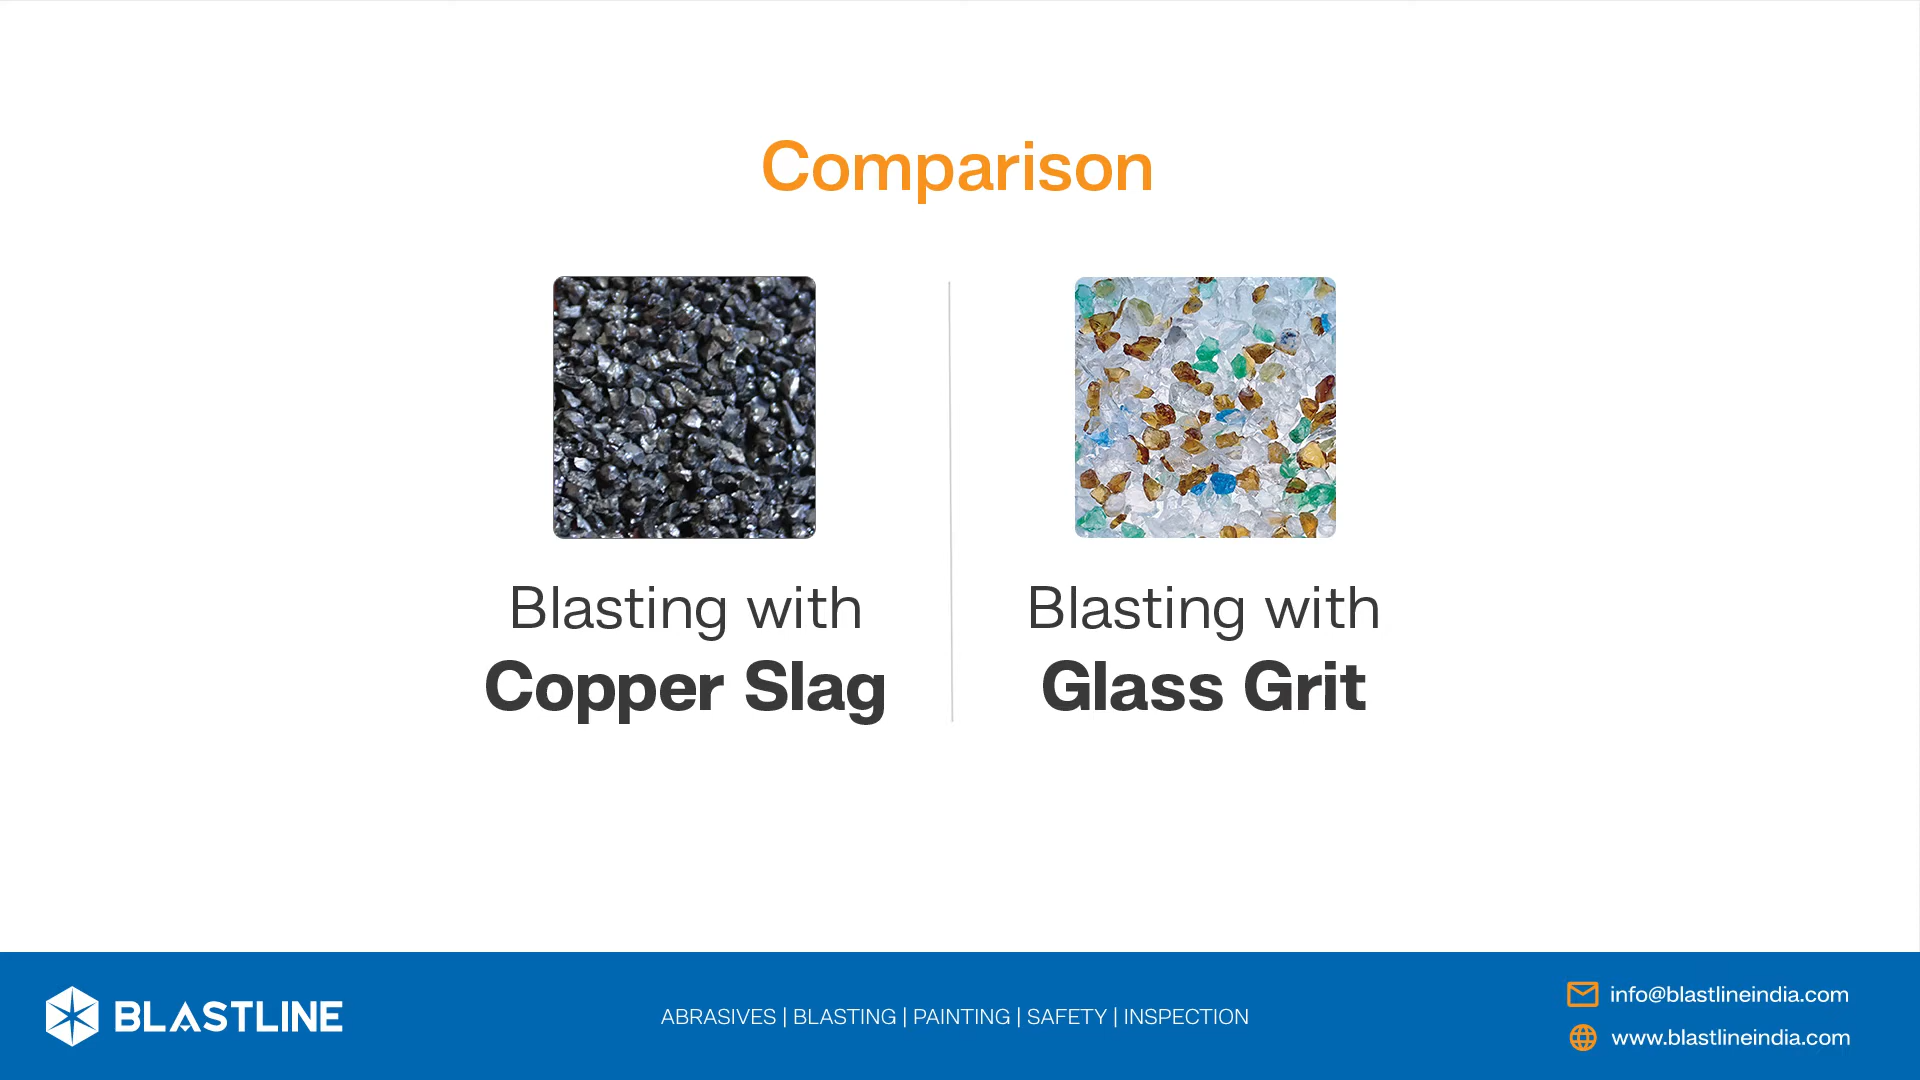 Comparison
Blasting with
Copper Slag
Blasting with
Glass Grit
BLASTLINE
ABRASIVES | BLASTING | PAINTING | SAFETY | INSPECTION
info@blastlineindia.com
www.blastlineindia.com